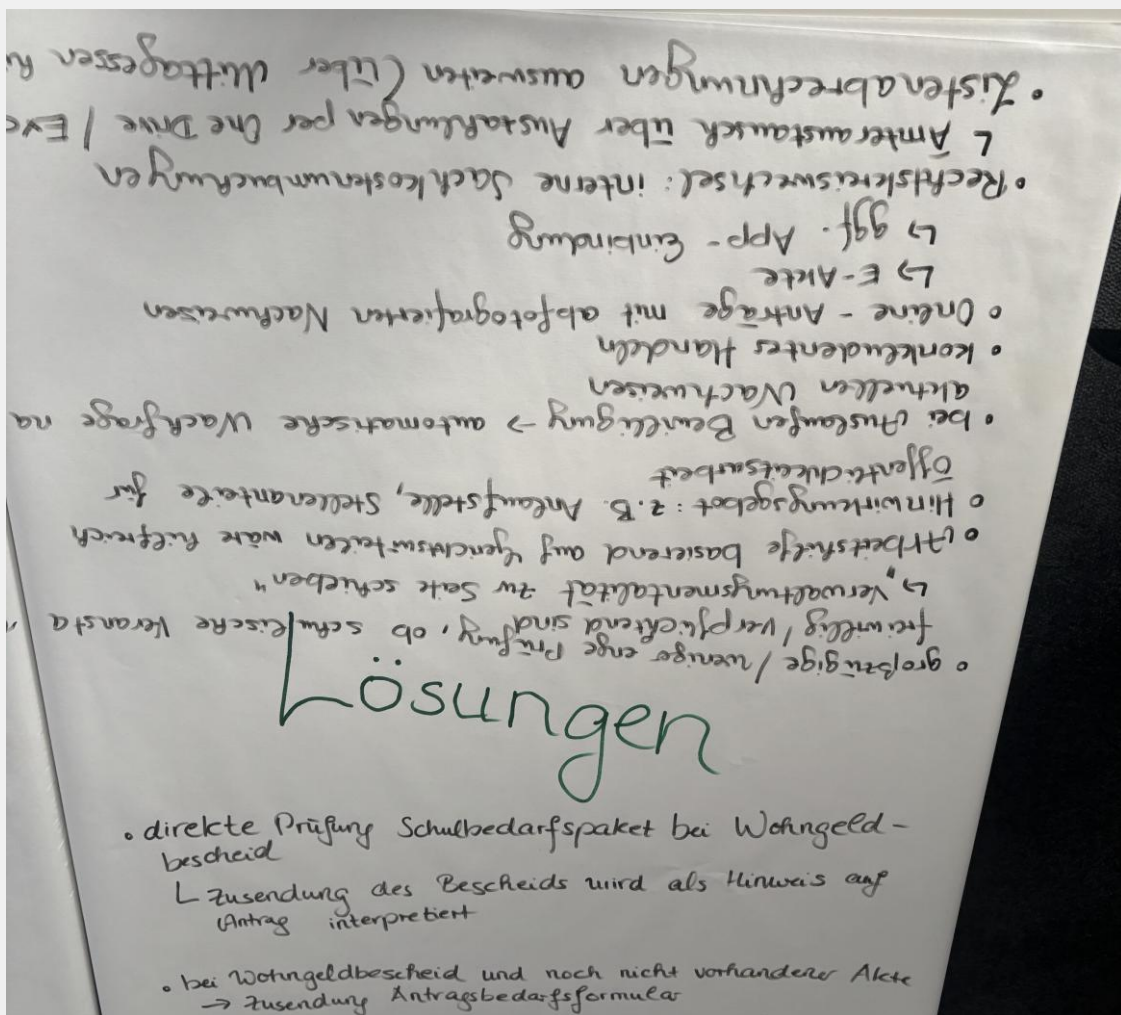 Lösungen
• direkte Prüfung Schulbedarfspaket bei Wohngeld-
bescheid
└ Zusendung des Bescheids wird als Hinweis auf
Antrag interpretiert
• bei Wohngeldbescheid und noch nicht vorhandener Akte
→ Zusendung Antragsbedarfsformular
• großzügige / weniger enge Prüfung, ob schulische Veransta
freiwillig / verpflichtend sind
↳ „Verwaltungsmentalität zur Seite schieben"
• Arbeitshilfe basierend auf Gerichtsurteilen wäre hilfreich
• Hinwirkungsgebot: z.B. Anlaufstelle, Stellenanteile für
Öffentlichkeitsarbeit
• bei Auslaufen Bewilligung → automatische Nachfrage na
aktuellen Nachweisen
• konkludentes Handeln
• Online-Anträge mit abfotografierten Nachweisen
↳ E-Akte
↳ ggf. App-Einbindung
• Rechtskreiswechsel: interne Sachkostenumbuchungen
└ Ämteraustausch über Auszahlungen per One Drive / Exc
• Listenabrechnungen ausweiten (über Mittagessen hi